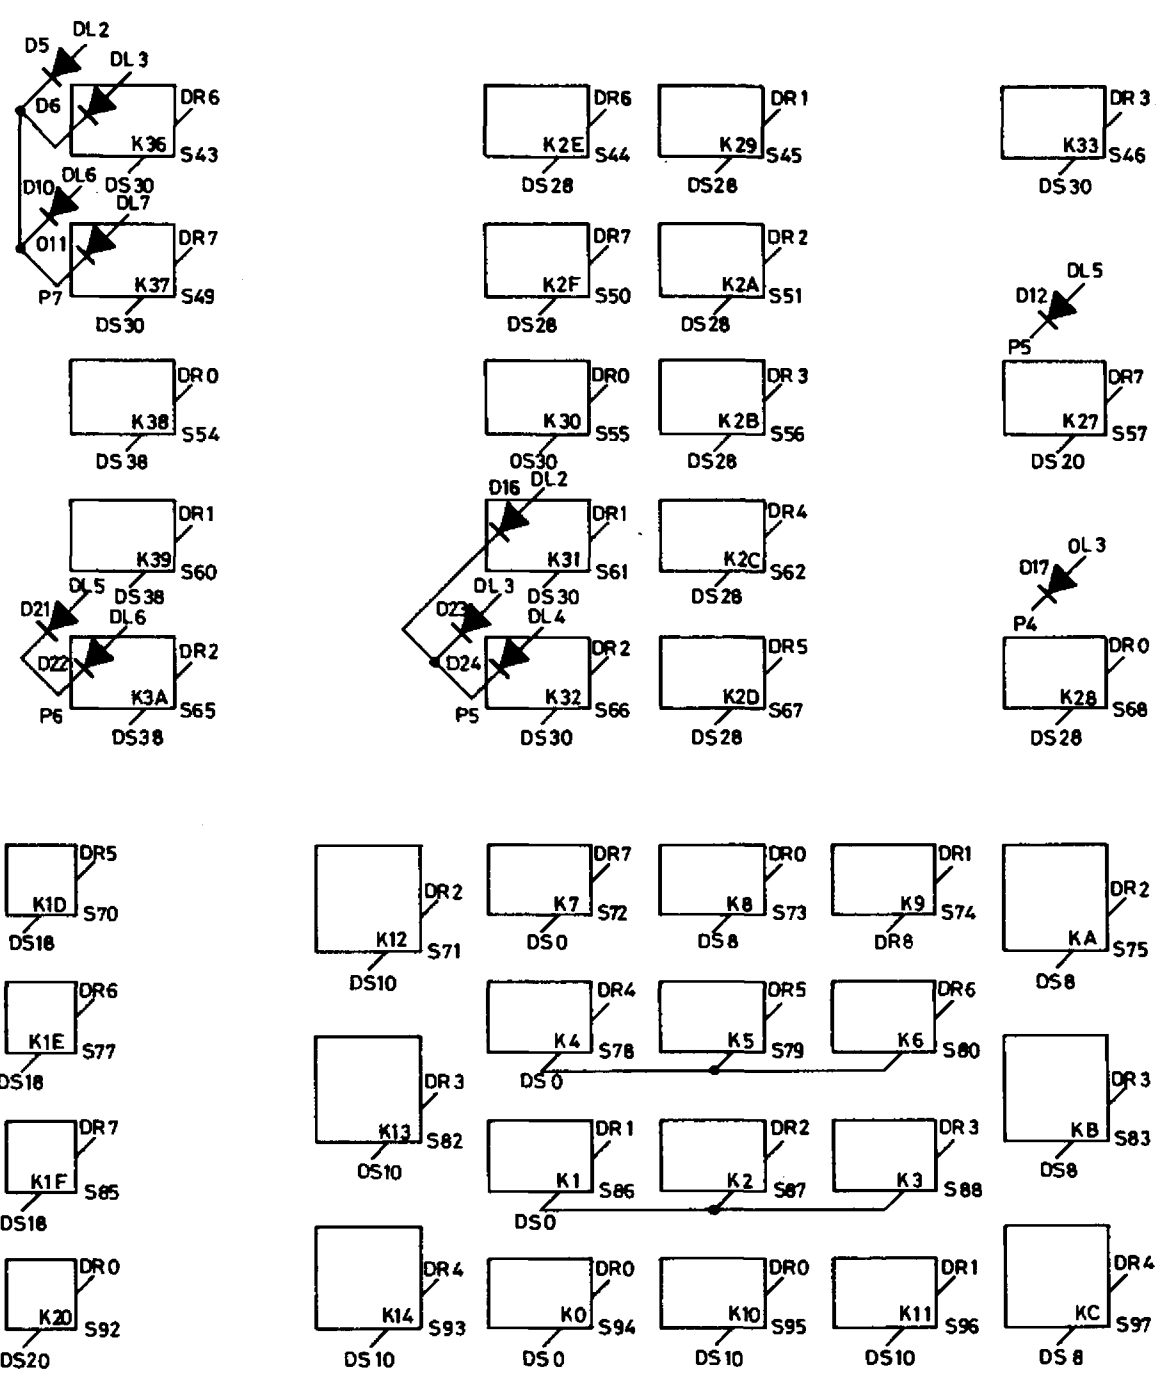 D5 DL2
DL3
D6 DR6 DR6 DR1 DR3
K36 S43 K2E S44 K29 S45 K33 S46
DS30 DS28 DS28 DS30
D10 DL6
DL7
O11 DR7 DR7 DR2
K37 K2F K2A
P7 S49 S50 S51
DS30 DS28 DS28
DL5
D12
P5
DR0 DR0 DR3 DR7
K38 S54 K30 S55 K2B S56 K27 S57
DS38 OS30 DS28 DS20
D16 DL2
DR1 DR1 DR4
K39 S60 K31 S61 K2C S62
DS38 DS30 DS28
OL3
D17
P4
DL5 DL3
D21 DL6 D23 DL4
D22 DR2 D24 DR2 DR5 DR0
K3A K32 K2D K28
P6 S65 P5 S66 S67 S68
DS38 DS30 DS28 DS28
DR5 DR7 DR0 DR1
DR2 DR2
K1D S70 K7 S72 K8 S73 K9 S74
K12 S71 KA S75
DS18 DS0 DS8 DR8
DS10 DS8
DR6 DR4 DR5 DR6
K1E S77 K4 S78 K5 S79 K6 S80
DS18 DS0
DR3 DR3
K13 S82 KB S83
DS10 DS8
DR7 DR1 DR2 DR3
K1F S85 K1 S86 K2 S87 K3 S88
DS18 DS0
DR0 DR4 DR0 DR0 DR1 DR4
K20 S92 K14 S93 K0 S94 K10 S95 K11 S96 KC S97
DS20 DS10 DS0 DS10 DS10 DS8